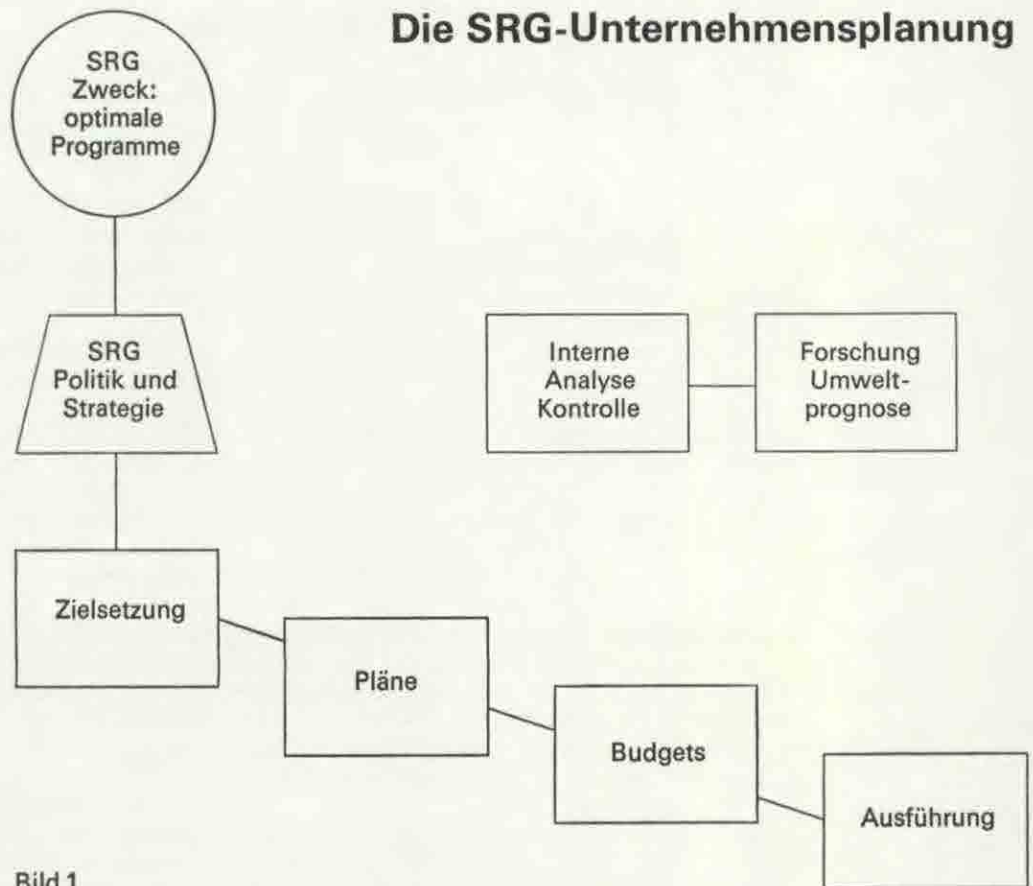 Die SRG-Unternehmensplanung
SRG
Zweck:
optimale
Programme
SRG
Politik und
Strategie
Interne
Analyse
Kontrolle
Forschung
Umwelt-
prognose
Zielsetzung
Pläne
Budgets
Ausführung
Bild 1